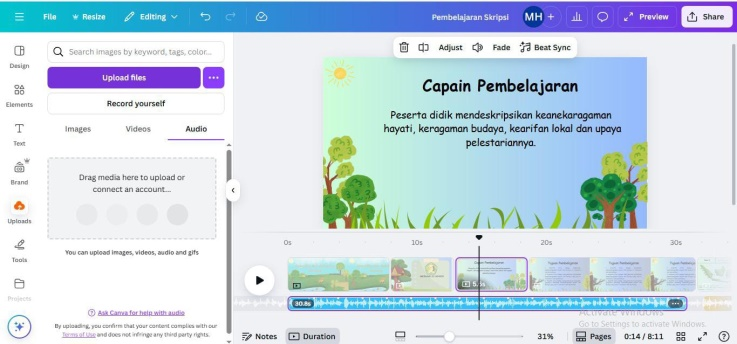 File
Resize
Editing
Pembelajaran Skripsi
MH
+
Preview
Share
Design
Elements
Text
Brand
Uploads
Tools
Projects
Search images by keyword, tags, color...
Upload files
Record yourself
Images
Videos
Audio
Drag media here to upload or
connect an account...
You can upload images, videos, audio and gifs
Ask Canva for help with audio
By uploading, you confirm that your content complies with our
Terms of Use and does not infringe any third party rights.
Adjust
Fade
Beat Sync
Capain Pembelajaran
Peserta didik mendeskripsikan keanekaragaman
hayati, keragaman budaya, kearifan lokal dan upaya
pelestariannya.
0s
10s
20s
30s
30.8s
Activate Windows
Go to Settings to activate Windows.
Notes
Duration
31%
Pages
0:14 / 8:11